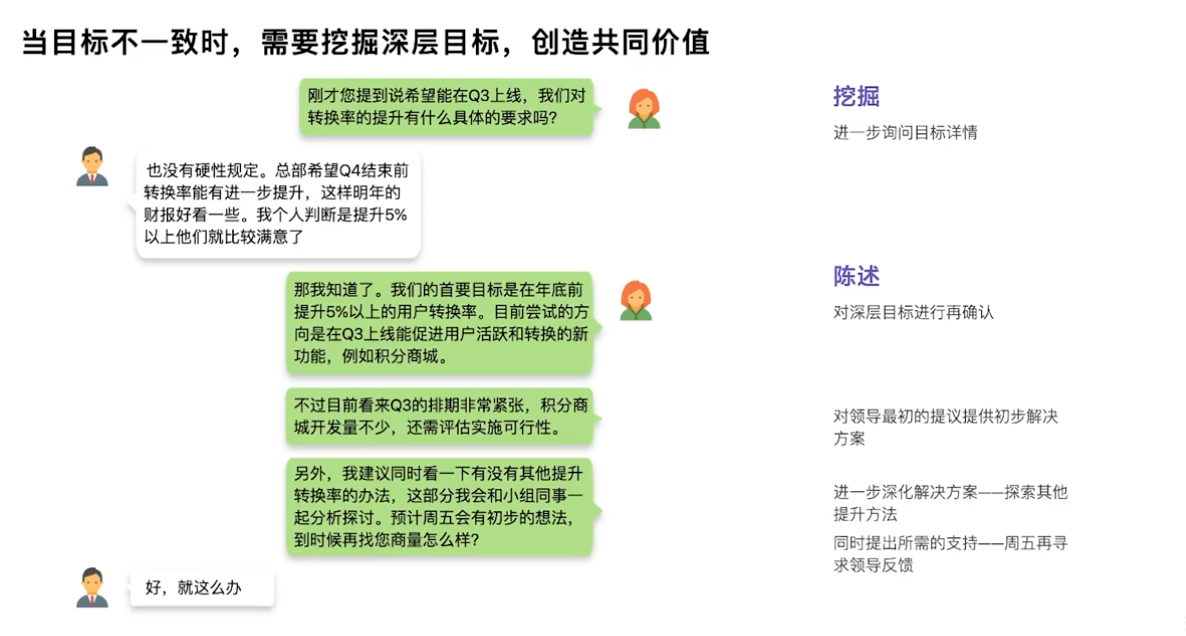 当目标不一致时，需要挖掘深层目标，创造共同价值
刚才您提到说希望能在Q3上线，我们对
转换率的提升有什么具体的要求吗?
挖掘
进一步询问目标详情
也没有硬性规定。总部希望Q4结束前
转换率能有进一步提升，这样明年的
财报好看一些。我个人判断是提升5%
以上他们就比较满意了
那我知道了。我们的首要目标是在年底前
提升5%以上的用户转换率。目前尝试的方
向是在Q3上线能促进用户活跃和转换的新
功能，例如积分商城。
陈述
对深层目标进行再确认
不过目前看来Q3的排期非常紧张，积分商
城开发量不少，还需评估实施可行性。
对领导最初的提议提供初步解决
方案
另外，我建议同时看一下有没有其他提升
转换率的办法，这部分我会和小组同事一
起分析探讨。预计周五会有初步的想法，
到时候再找您商量怎么样?
进一步深化解决方案——探索其他
提升方法
同时提出所需的支持——周五再寻
求领导反馈
好，就这么办